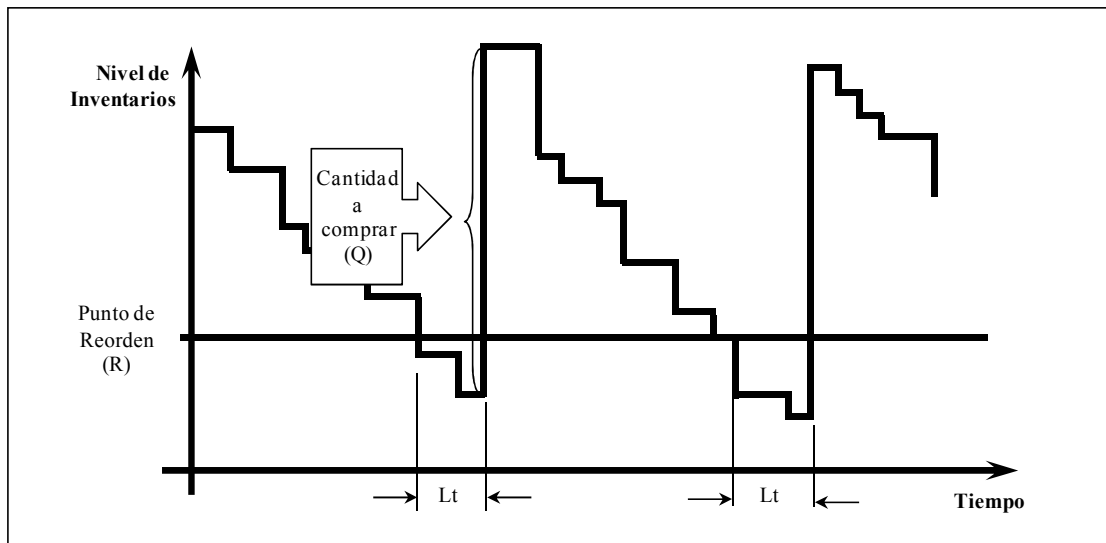 Nivel de
Inventarios
Cantidad
a
comprar
(Q)
Punto de
Reorden
(R)
Lt
Lt
Tiempo